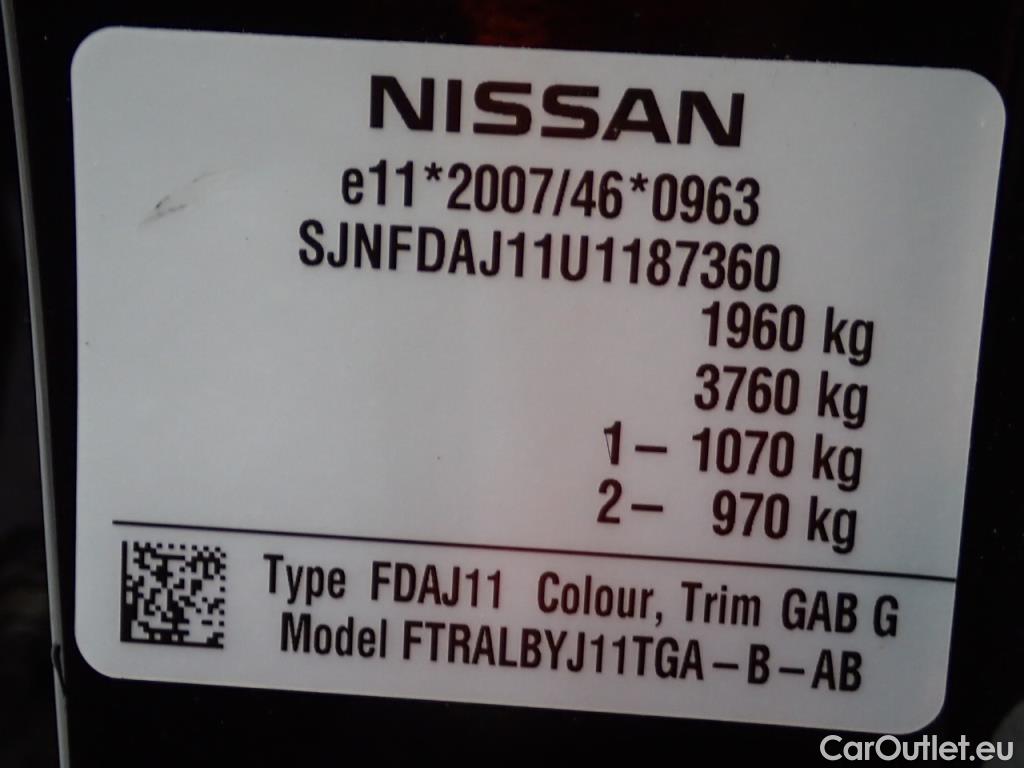 NISSAN
e11*2007/46*0963
SJNFDAJ11U1187360
1960 kg
3760 kg
1– 1070 kg
2– 970 kg
Type FDAJ11 Colour, Trim GAB G
Model FTRALBYJ11TGA–B–AB
CarOutlet.eu